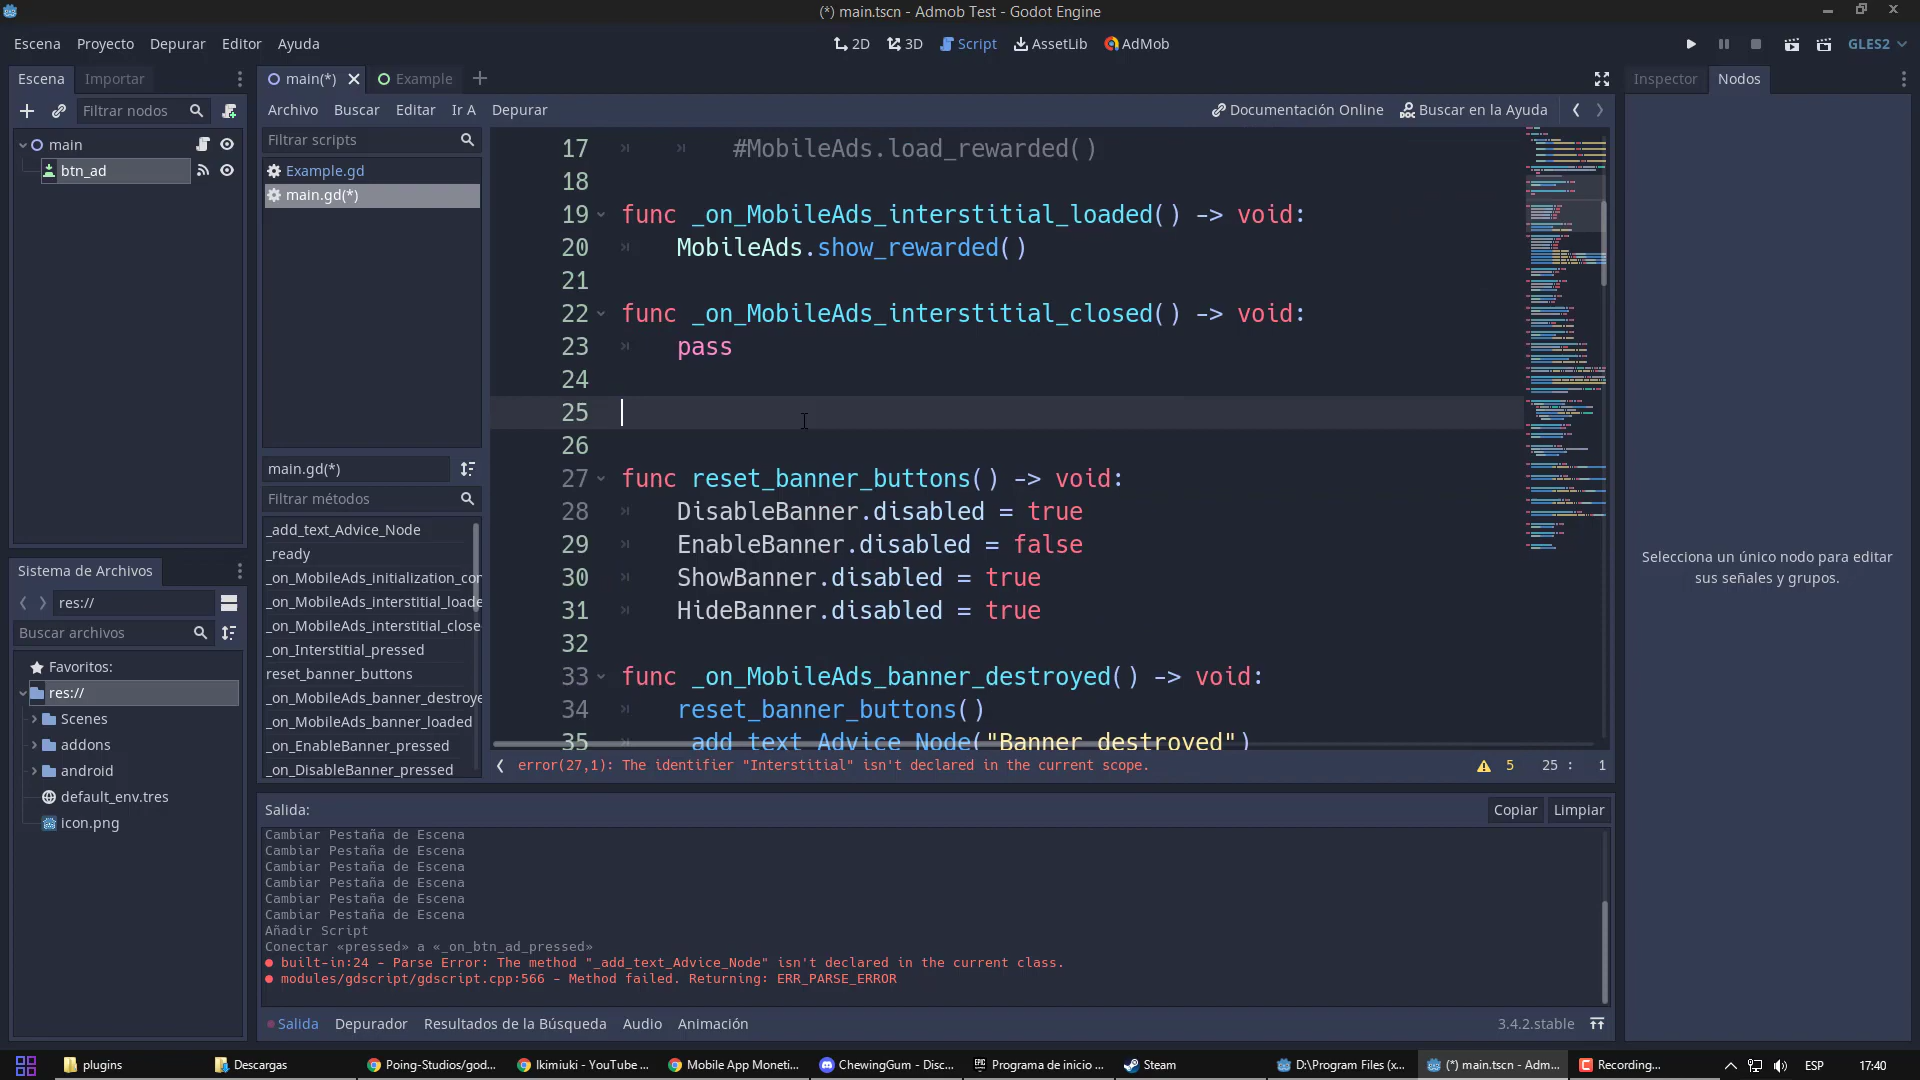 (*) main.tscn - Admob Test - Godot Engine
Escena Proyecto Depurar Editor Ayuda
2D 3D Script AssetLib AdMob
GLES2
Escena Importar
Filtrar nodos
main
btn_ad
main(*) Example
Archivo Buscar Editar Ir A Depurar
Documentación Online Buscar en la Ayuda
Filtrar scripts
Example.gd
main.gd(*)
main.gd(*)
Filtrar métodos
_add_text_Advice_Node
_ready
_on_MobileAds_initialization_con
_on_MobileAds_interstitial_loade
_on_MobileAds_interstitial_close
_on_Interstitial_pressed
reset_banner_buttons
_on_MobileAds_banner_destroye
_on_MobileAds_banner_loaded
_on_EnableBanner_pressed
_on_DisableBanner_pressed
17 #MobileAds.load_rewarded()
18
19 func _on_MobileAds_interstitial_loaded() -> void:
20 MobileAds.show_rewarded()
21
22 func _on_MobileAds_interstitial_closed() -> void:
23 pass
24
25
26
27 func reset_banner_buttons() -> void:
28 DisableBanner.disabled = true
29 EnableBanner.disabled = false
30 ShowBanner.disabled = true
31 HideBanner.disabled = true
32
33 func _on_MobileAds_banner_destroyed() -> void:
34 reset_banner_buttons()
35 _add_text_Advice_Node("Banner destroyed")
error(27,1): The identifier "Interstitial" isn't declared in the current scope.
5 25 : 1
Sistema de Archivos
res://
Buscar archivos
Favoritos:
res://
Scenes
addons
android
default_env.tres
icon.png
Salida:
Copiar Limpiar
Cambiar Pestaña de Escena
Cambiar Pestaña de Escena
Cambiar Pestaña de Escena
Cambiar Pestaña de Escena
Cambiar Pestaña de Escena
Cambiar Pestaña de Escena
Añadir Script
Conectar «pressed» a «_on_btn_ad_pressed»
built-in:24 - Parse Error: The method "_add_text_Advice_Node" isn't declared in the current class.
modules/gdscript/gdscript.cpp:566 - Method failed. Returning: ERR_PARSE_ERROR
Salida Depurador Resultados de la Búsqueda Audio Animación
3.4.2.stable
Inspector Nodos
Selecciona un único nodo para editar
sus señales y grupos.
plugins Descargas Poing-Studios/god... Ikimiuki - YouTube ... Mobile App Moneti... ChewingGum - Disc... Programa de inicio ... Steam D:\Program Files (x... (*) main.tscn - Adm... Recording...
ESP 17:40